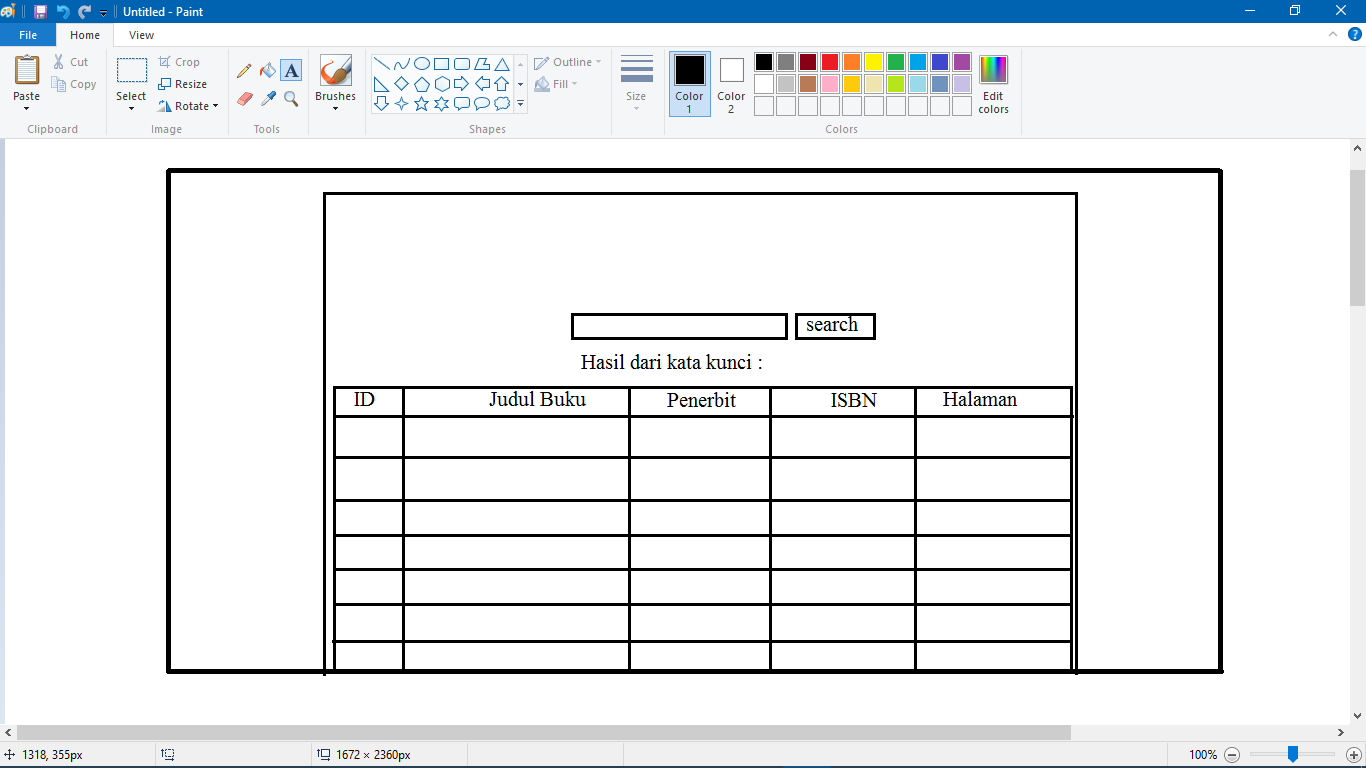 Untitled - Paint
File Home View
Paste
Cut
Copy
Clipboard
Select
Crop
Resize
Rotate
Image
A
Tools
Brushes
Shapes
Outline
Fill
Size
Color 1
Color 2
Edit colors
Colors
search
Hasil dari kata kunci :
ID Judul Buku Penerbit ISBN Halaman
1318, 355px 1672 × 2360px 100%